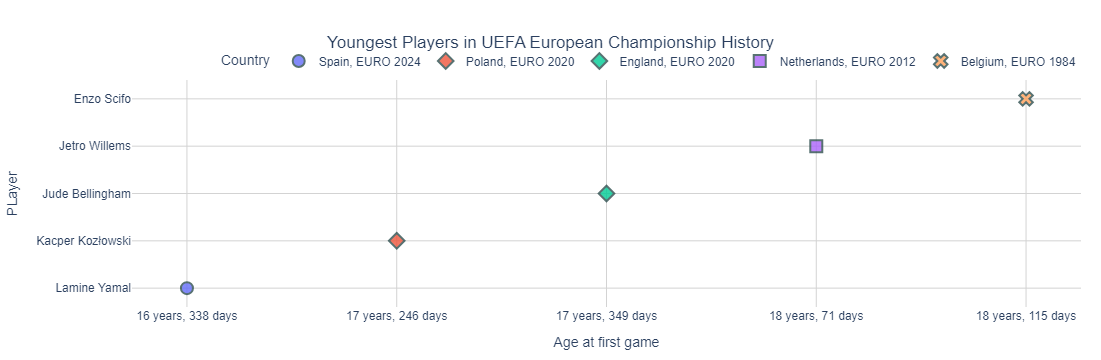 Youngest Players in UEFA European Championship History
Country Spain, EURO 2024 Poland, EURO 2020 England, EURO 2020 Netherlands, EURO 2012 Belgium, EURO 1984
PLayer
Enzo Scifo
Jetro Willems
Jude Bellingham
Kacper Kozłowski
Lamine Yamal
16 years, 338 days 17 years, 246 days 17 years, 349 days 18 years, 71 days 18 years, 115 days
Age at first game